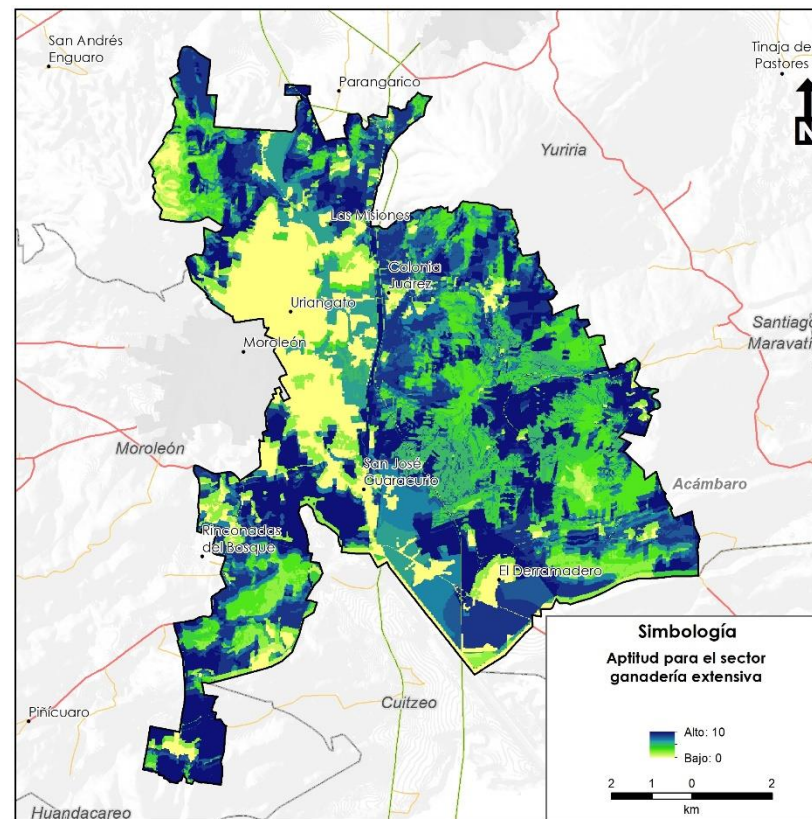 San Andrés
Enguaro
Tinaja de
Pastores
Parangarico
N
Yuriria
Las Misiones
Colonia
Juarez
Uriangato
Santiago
Maravatí
Moroleón
Moroleón
San José
Cuaracurio
Acámbaro
Rinconadas
del Bosque
El Derramadero
Simbología
Aptitud para el sector
ganadería extensiva
Alto: 10
Bajo: 0
2 1 0 2
km
Cuitzeo
Piñícuaro
Huandacareo